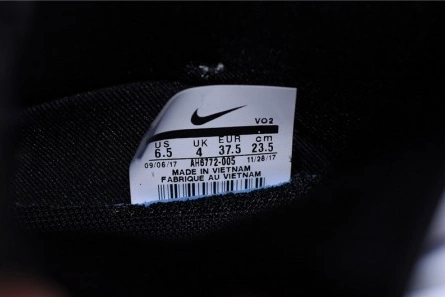 VO2
US UK EUR cm
6.5 4 37.5 23.5
09/06/17 AH6772-005 11/28/17
MADE IN VIETNAM
FABRIQUE AU VIETNAM